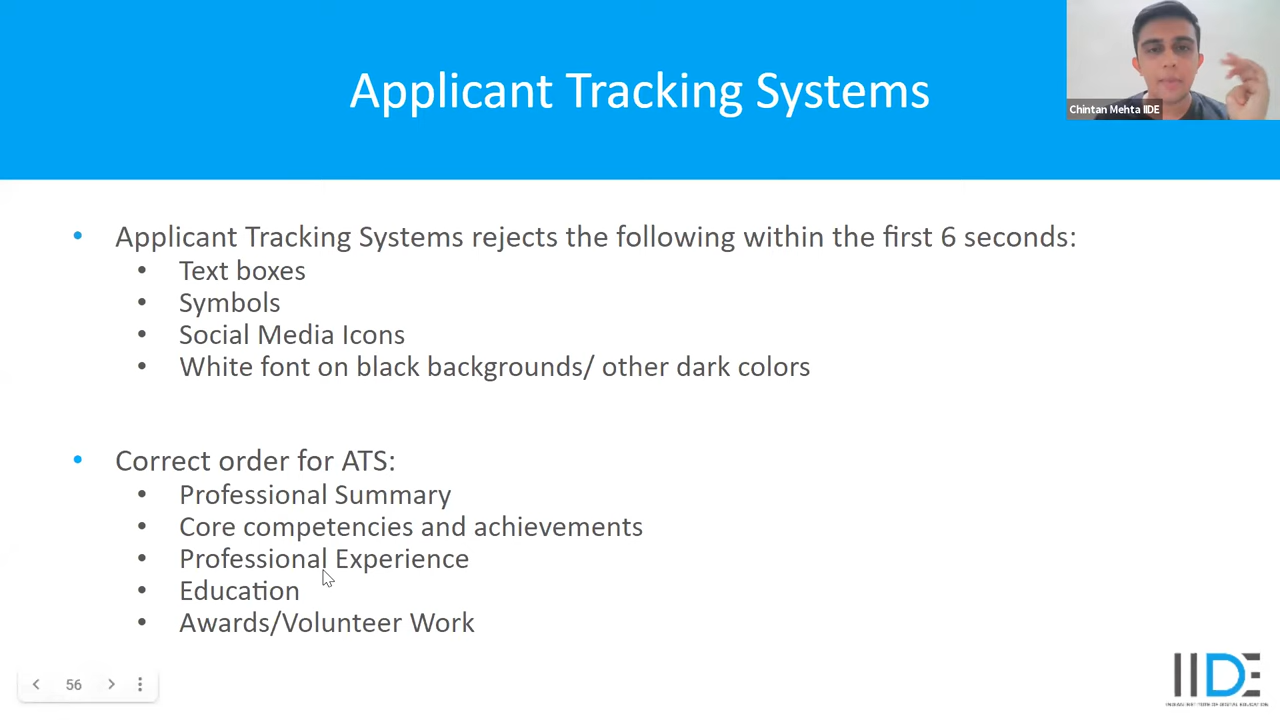 Applicant Tracking Systems
Chintan Mehta IIDE
Applicant Tracking Systems rejects the following within the first 6 seconds:
Text boxes
Symbols
Social Media Icons
White font on black backgrounds/ other dark colors
Correct order for ATS:
Professional Summary
Core competencies and achievements
Professional Experience
Education
Awards/Volunteer Work
56
IIDE